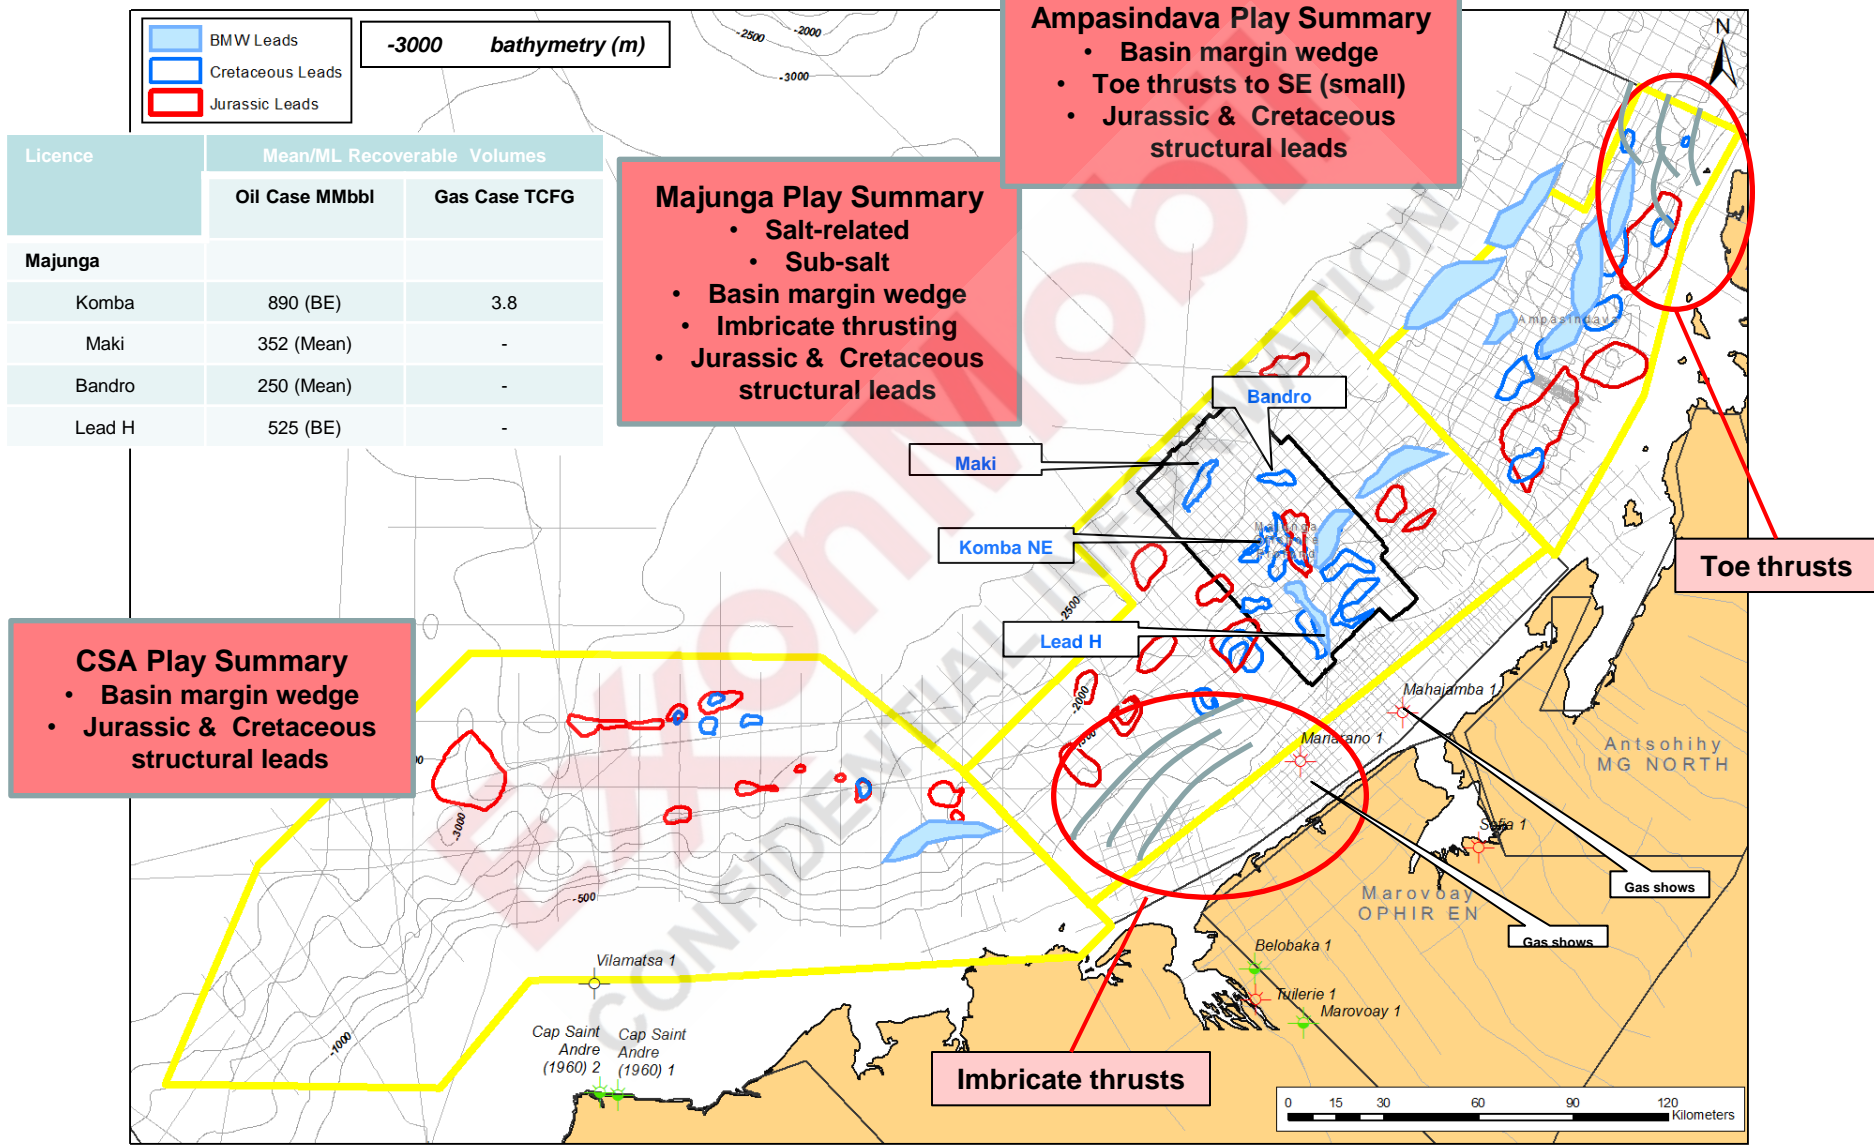 BMW Leads
Cretaceous Leads
Jurassic Leads
-3000 bathymetry (m)
-2500
-2000
-3000
Ampasindava Play Summary
• Basin margin wedge
• Toe thrusts to SE (small)
• Jurassic & Cretaceous
structural leads
N
Licence
Mean/ML Recoverable Volumes
Oil Case MMbbl
Gas Case TCFG
Majunga
Komba 890 (BE) 3.8
Maki 352 (Mean) -
Bandro 250 (Mean) -
Lead H 525 (BE) -
Majunga Play Summary
• Salt-related
• Sub-salt
• Basin margin wedge
• Imbricate thrusting
• Jurassic & Cretaceous
structural leads
Ampasindava
Bandro
Maki
Komba NE
Majunga
Lead H
Toe thrusts
-2500
-2000
CSA Play Summary
• Basin margin wedge
• Jurassic & Cretaceous
structural leads
-3000
-500
-1000
Mahajamba 1
Manarano 1
Antsohihy
MG NORTH
Sofia 1
Gas shows
Marovoay
OPHIR EN
Gas shows
Belobaka 1
Tuilerie 1
Marovoay 1
Vilamatsa 1
Cap Saint
Andre
(1960) 2
Cap Saint
Andre
(1960) 1
Imbricate thrusts
0 15 30 60 90 120
Kilometers
ExxonMobil
CONFIDENTIAL INFORMATION